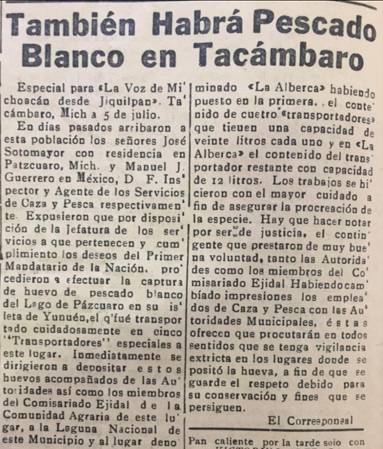 También Habrá Pescado
Blanco en Tacámbaro
Especial para «La Voz de Mi
choacán desde Jiquilpan». Ta
cámbaro, Mich a 5 de julio.
En días pasados arribaron a
esta población los señores José
Sotomayor con residencia en
Patzcuaro, Mich. y Manuel J.
Guerrero en México, D. F. Ins
pector y Agente de los Servicios
de Caza y Pesca respectivamen
te. Expusieron que por disposi
ción de la Jefatura de los ser
vicios a que pertenecen y cum
plimiento los deseos del Primer
Mandatario de la Nación, pro
cedieron a efectuar la captura
de huevo de pescado blanco
del Lago de Pázcuaro en su is
leta de Yunuén, el q'fué trans
tado cuidadosamente en cinco
"Transportadores" especiales a
este lugar. Inmediatamente se
dirigieron a depositar estos
huevos acompañados de las Au
toridades así como los miembros
del Comisariado Ejidal de la
Comunidad Agraria de este lu
gar, a la Laguna Nacional de
este Municipio y al lugar deno
minado «La Alberca» habiendo
puesto en la primera, el conte
nido de cuetro «transportadores»
que tienen una capacidad de
veinte litros cada uno y en «La
Alberca» el contenido del trans
portador restante con capacidad
de 12 litros. Los trabajos se hi
cieron con el mayor cuidado a
fin de asegurar la procreación de
la especie. Hay que hacer notar
por ser de justicia, el contin
gente que prestaron de muy bue
na voluntad, tanto las Autorida
des como los miembros del Co
misariado Ejidal Habiendo cam
biado impresiones los emplea
dos de Caza y Pesca con las Au
toridades Municipales, éstas
ofrecen que procutarán en todos
sentidos que se tenga vigilancia
extricta en los lugares donde se
positó la hueva, a fin de que se
guarde el respeto debido para
su conservación y fines que se
persiguen.
El Corresponsal
Pan caliente por la tarde solo con